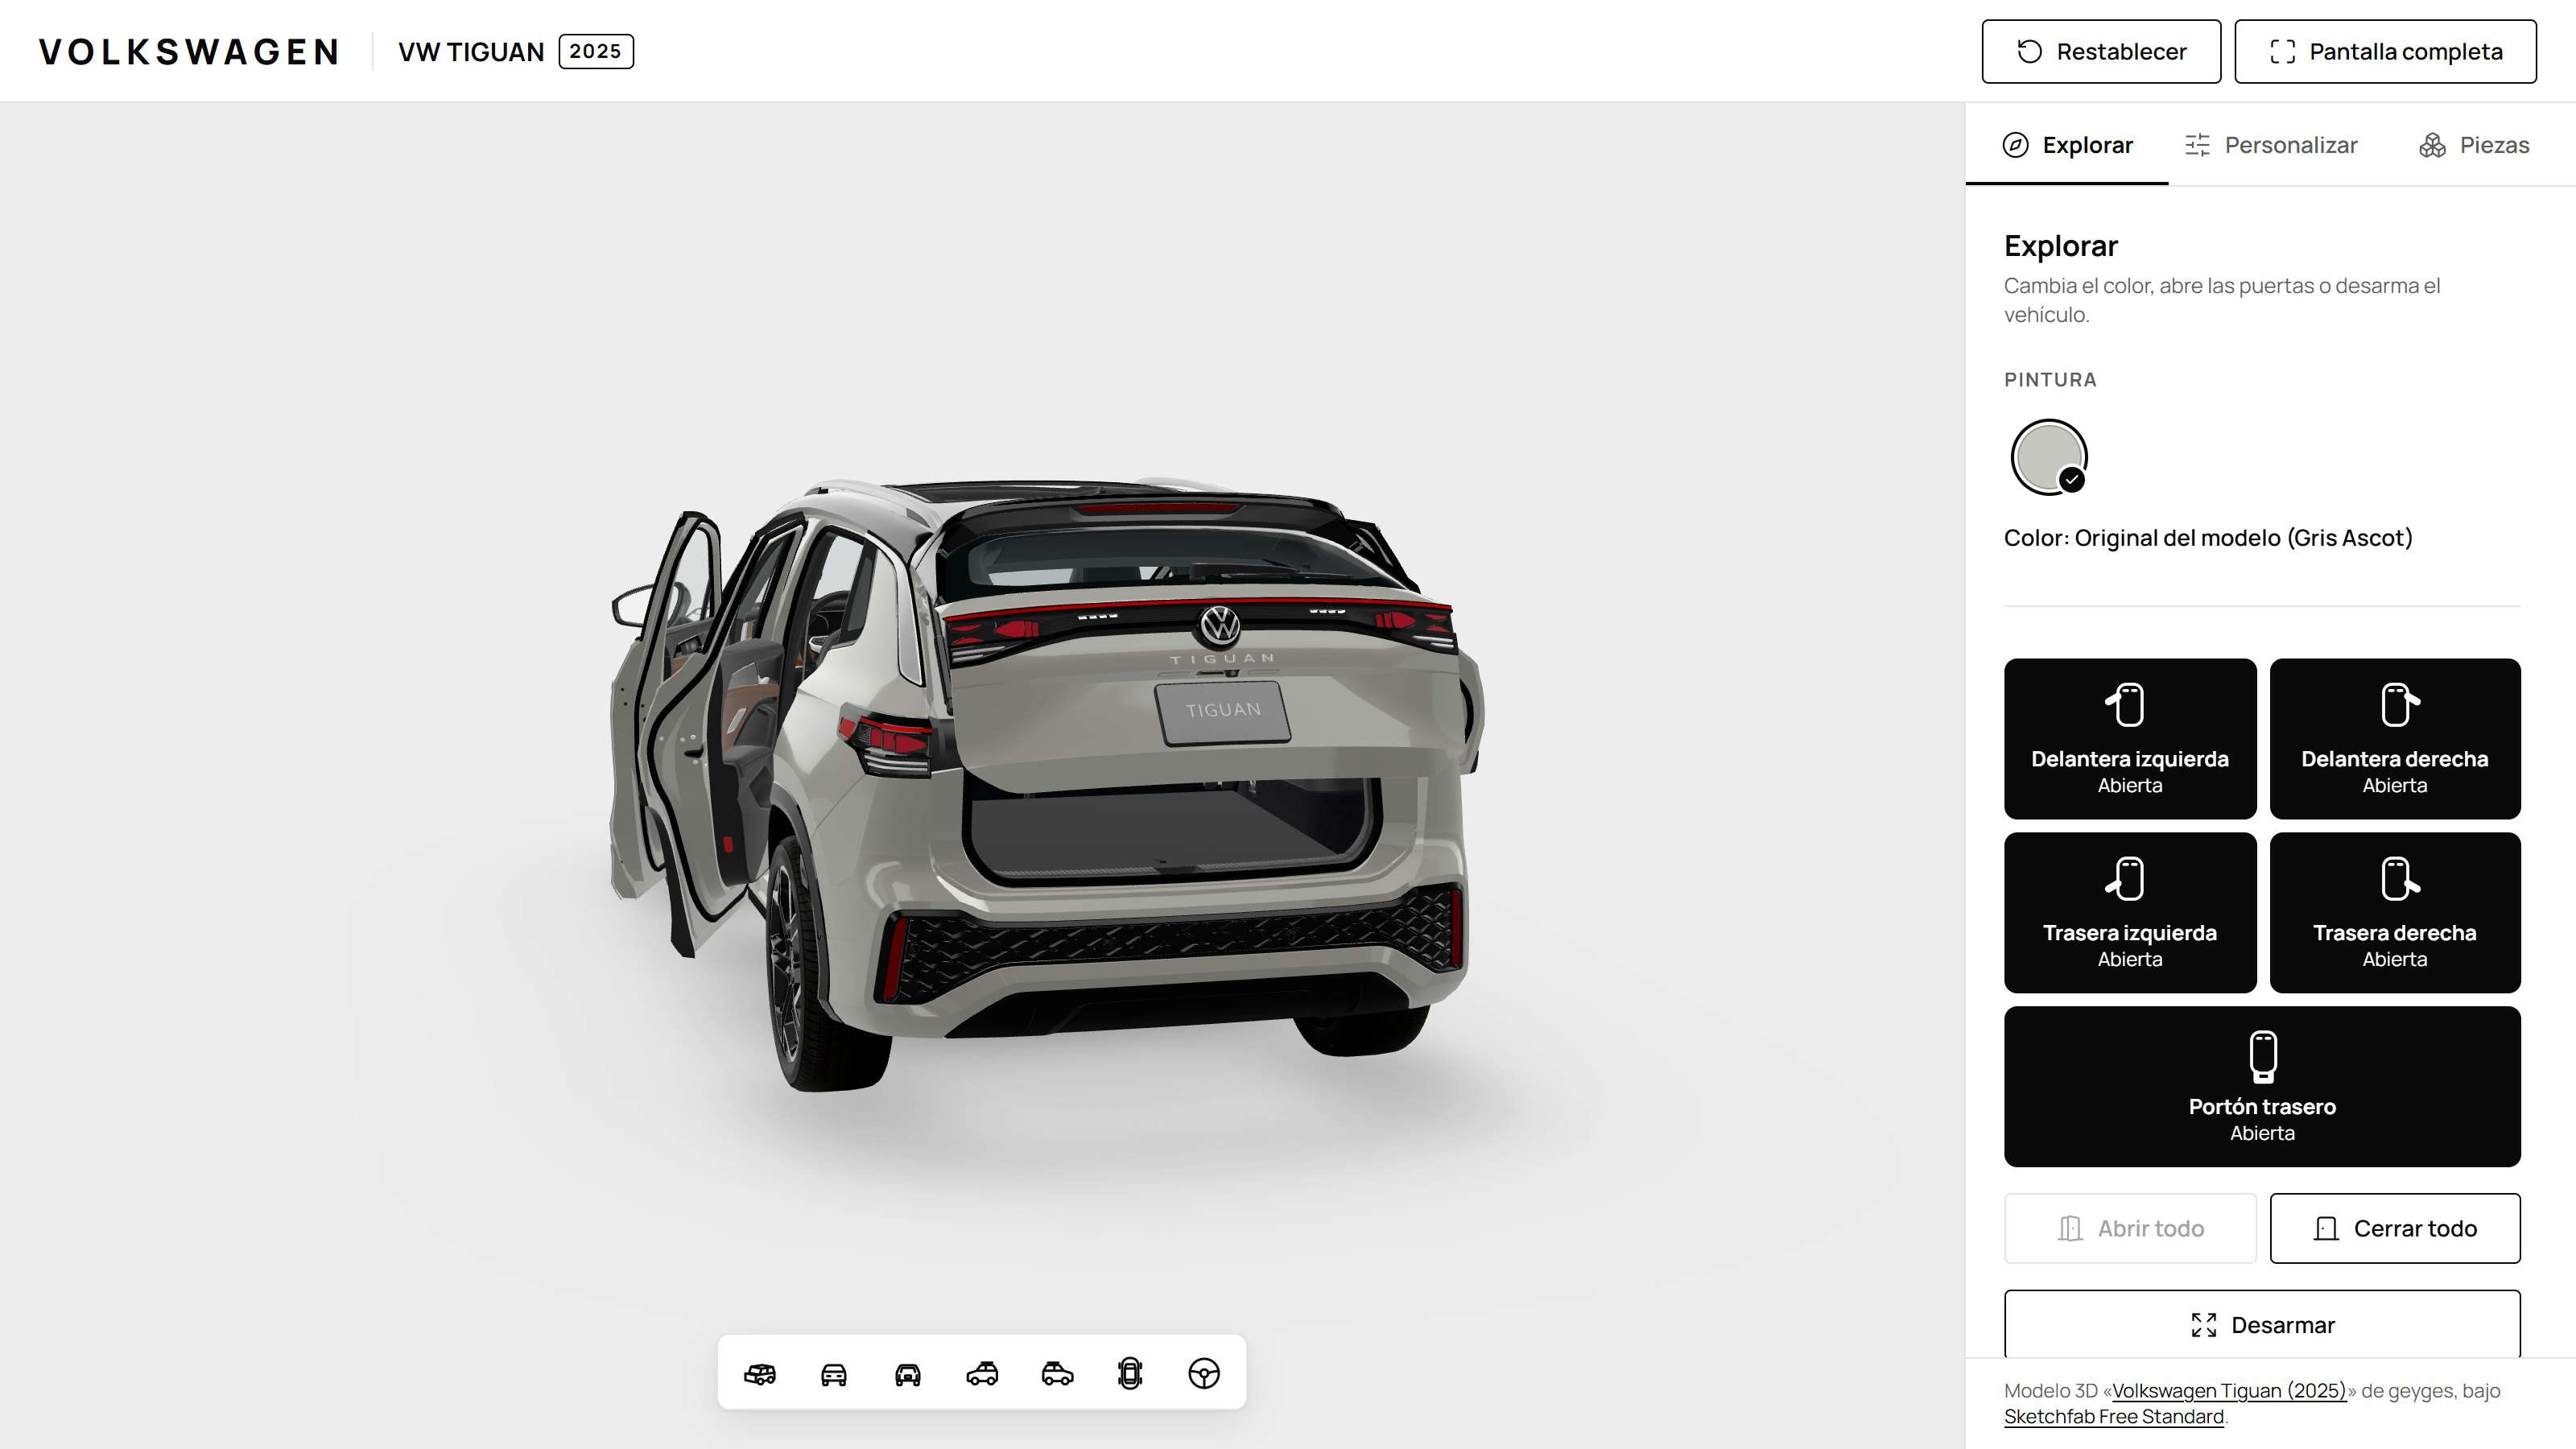 VOLKSWAGEN
VW TIGUAN
2025
Restablecer
Pantalla completa
Explorar
Personalizar
Piezas
Explorar
Cambia el color, abre las puertas o desarma el
vehículo.
PINTURA
Color: Original del modelo (Gris Ascot)
TIGUAN
TIGUAN
Delantera izquierda
Abierta
Delantera derecha
Abierta
Trasera izquierda
Abierta
Trasera derecha
Abierta
Portón trasero
Abierta
Abrir todo
Cerrar todo
Desarmar
Modelo 3D «Volkswagen Tiguan (2025)» de geyges, bajo
Sketchfab Free Standard.